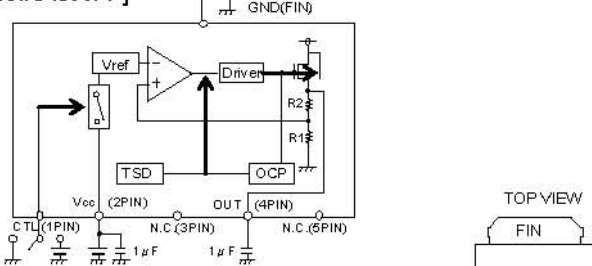 GND(FIN)
Vref
Driver
R2
R1
TSD
OCP
Vcc (2PIN)
OUT (4PIN)
CTL (1PIN)
N.C.(3PIN)
N.C.(5PIN)
1μF
1μF
TOP VIEW
FIN